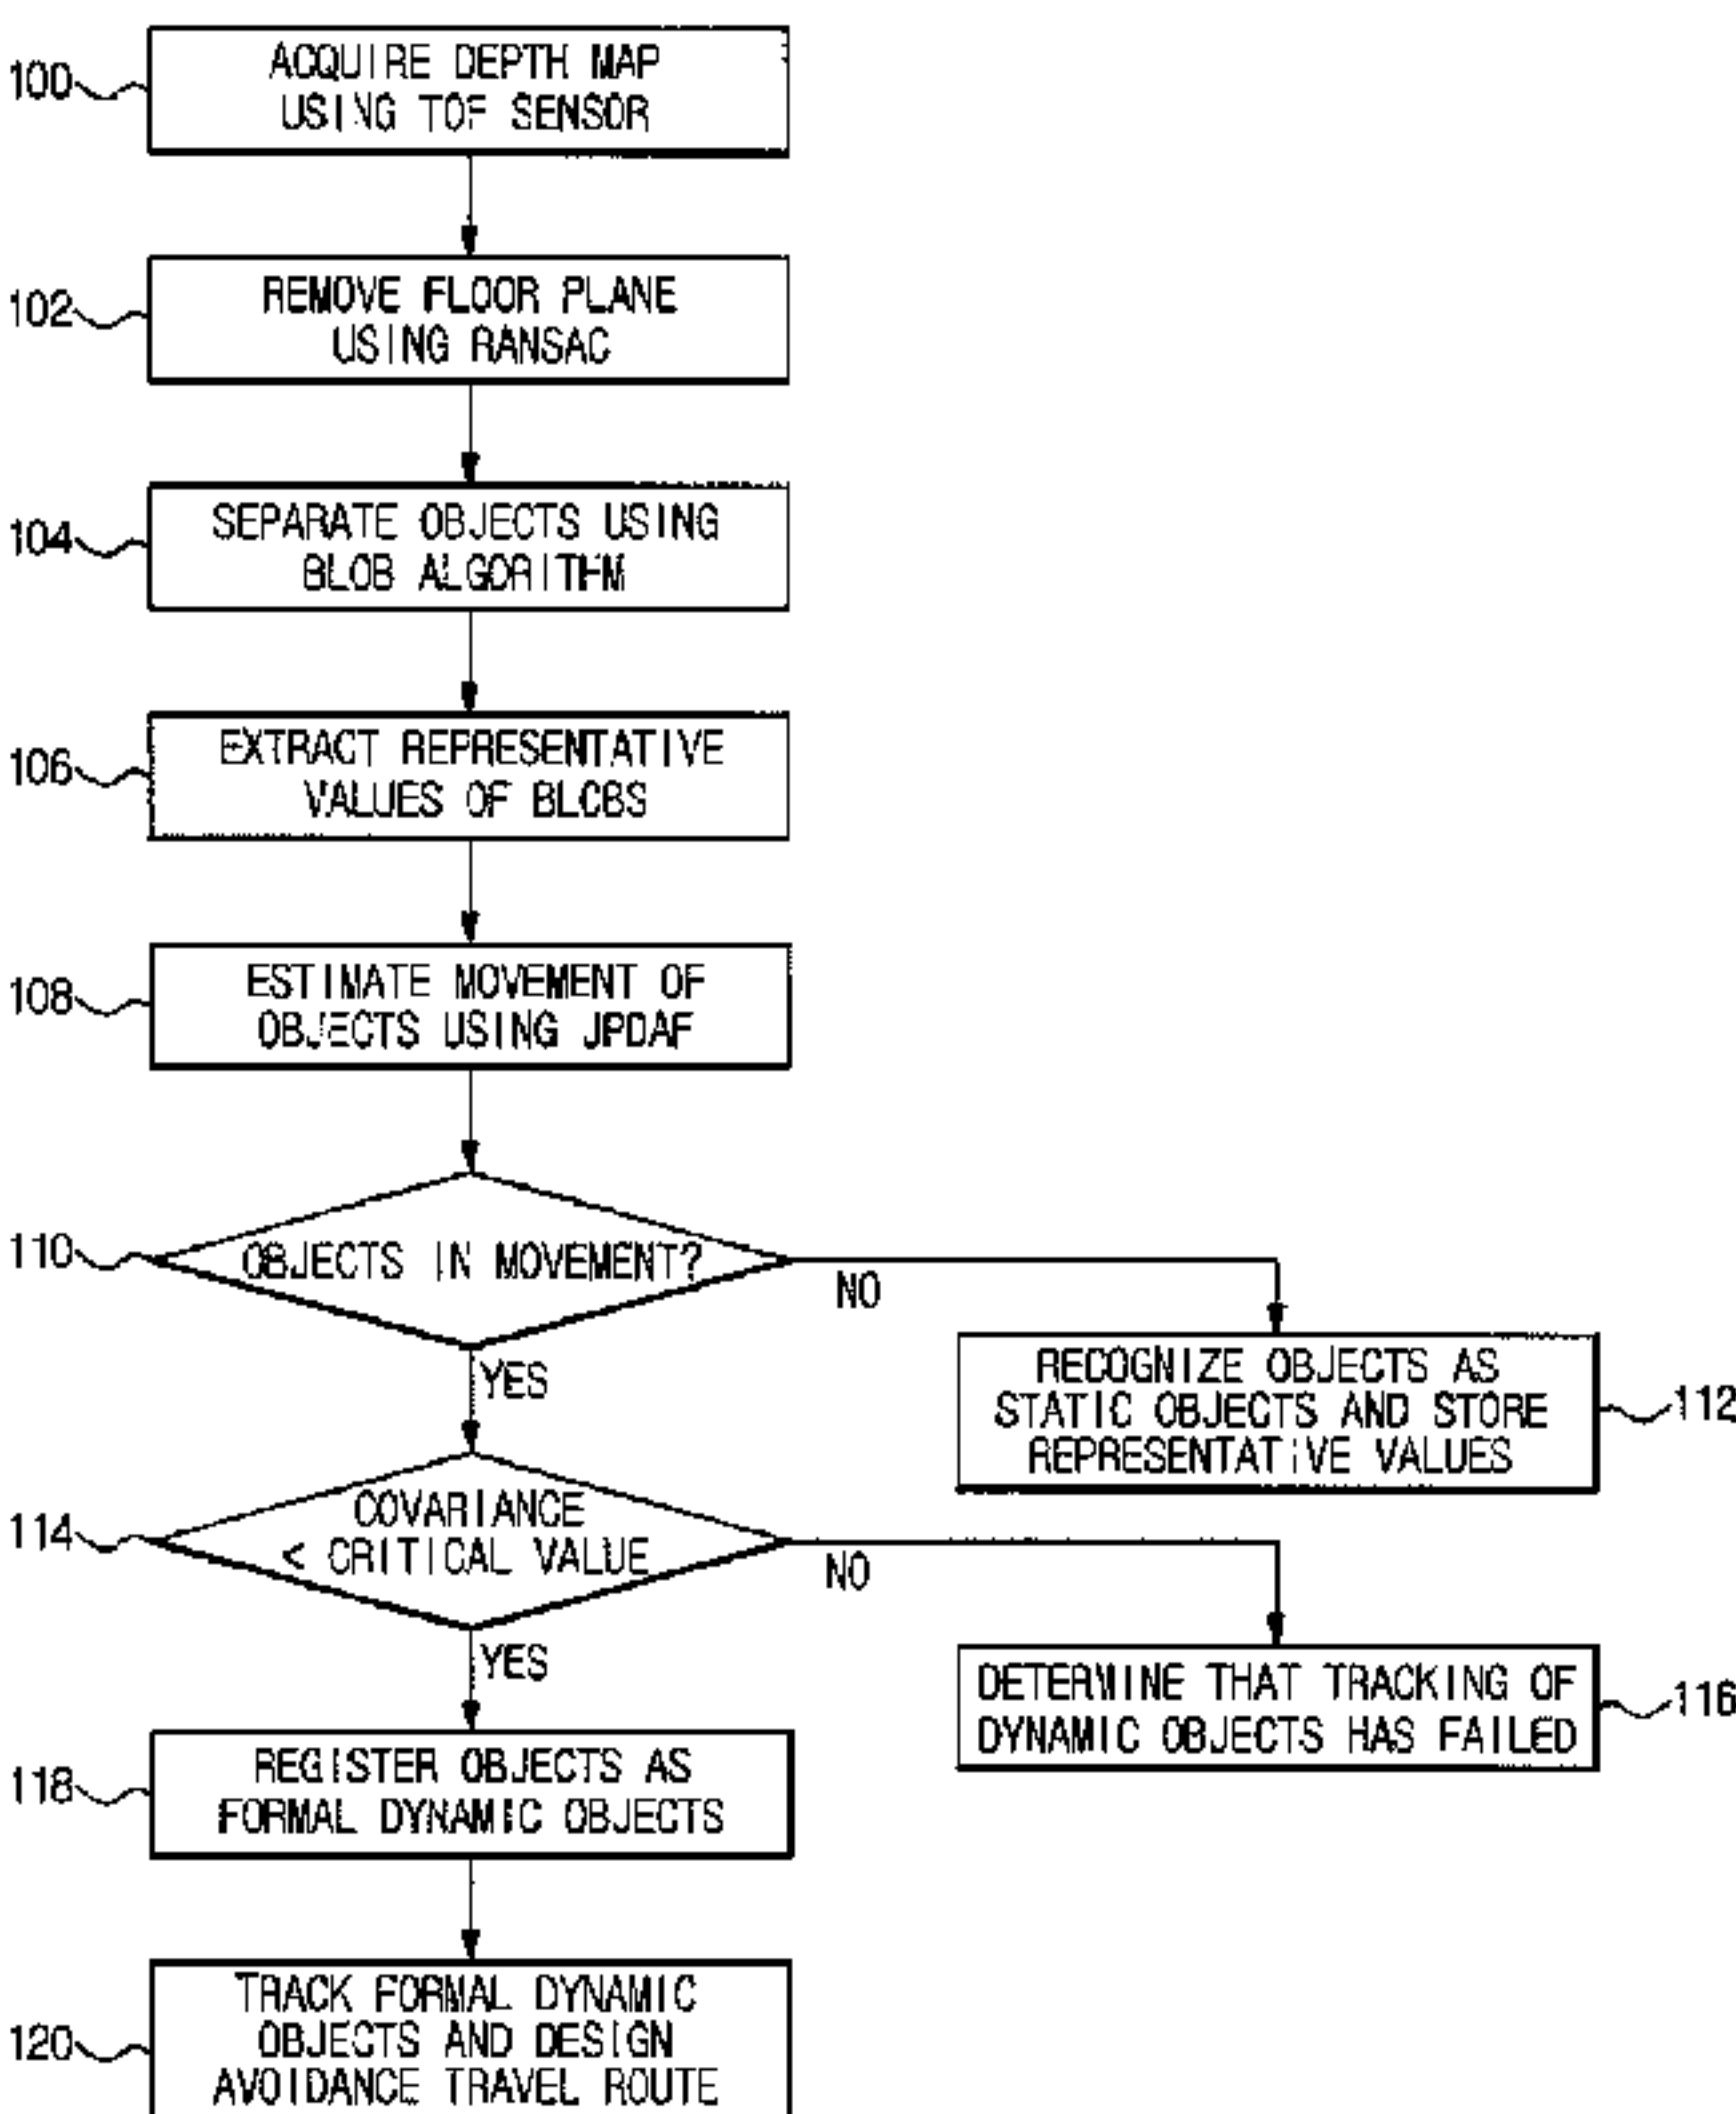 100
ACQUIRE DEPTH MAP
USING TOF SENSOR
102
REMOVE FLOOR PLANE
USING RANSAC
104
SEPARATE OBJECTS USING
BLOB ALGORITHM
106
EXTRACT REPRESENTATIVE
VALUES OF BLOBS
108
ESTIMATE MOVEMENT OF
OBJECTS USING JPDAF
110
OBJECTS IN MOVEMENT?
NO
YES
RECOGNIZE OBJECTS AS
STATIC OBJECTS AND STORE
REPRESENTATIVE VALUES
112
114
COVARIANCE
< CRITICAL VALUE
NO
YES
DETERMINE THAT TRACKING OF
DYNAMIC OBJECTS HAS FAILED
116
118
REGISTER OBJECTS AS
FORMAL DYNAMIC OBJECTS
120
TRACK FORMAL DYNAMIC
OBJECTS AND DESIGN
AVOIDANCE TRAVEL ROUTE